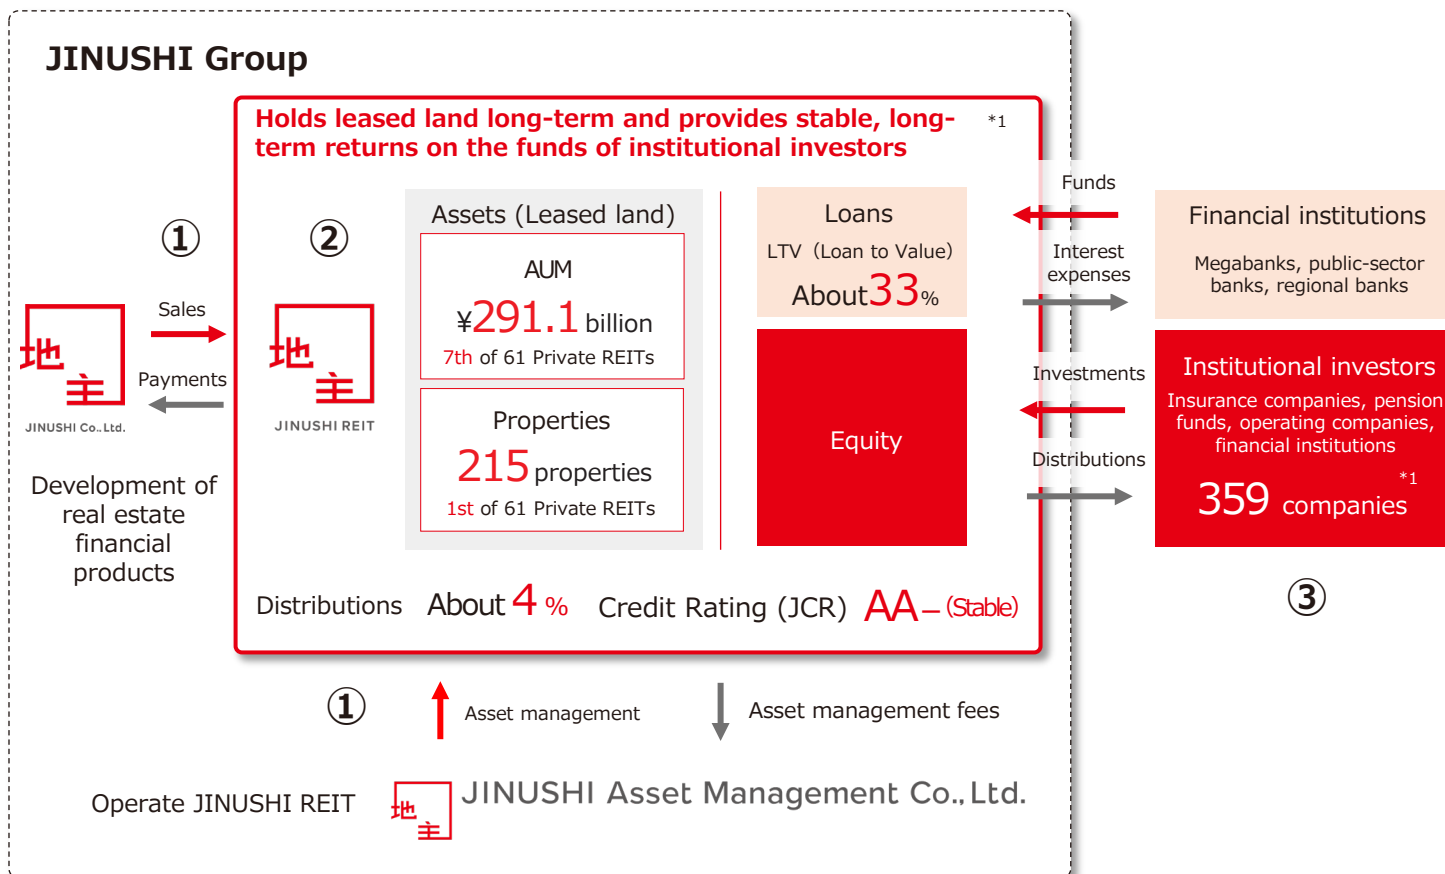 JINUSHI Group
Holds leased land long-term and provides stable, long-
term returns on the funds of institutional investors
*1
①
Sales
Payments
地
主
JINUSHI Co., Ltd.
Development of
real estate
financial
products
②
地
主
JINUSHI REIT
Assets (Leased land)
AUM
¥291.1 billion
7th of 61 Private REITs
Properties
215 properties
1st of 61 Private REITs
Loans
LTV（Loan to Value）
About 33%
Equity
Distributions About 4 % Credit Rating (JCR) AA– (Stable)
Funds
Interest
expenses
Investments
Distributions
Financial institutions
Megabanks, public-sector
banks, regional banks
Institutional investors
Insurance companies, pension
funds, operating companies,
financial institutions
359 companies *1
③
①
Asset management
Asset management fees
Operate JINUSHI REIT
地
主
JINUSHI Asset Management Co., Ltd.